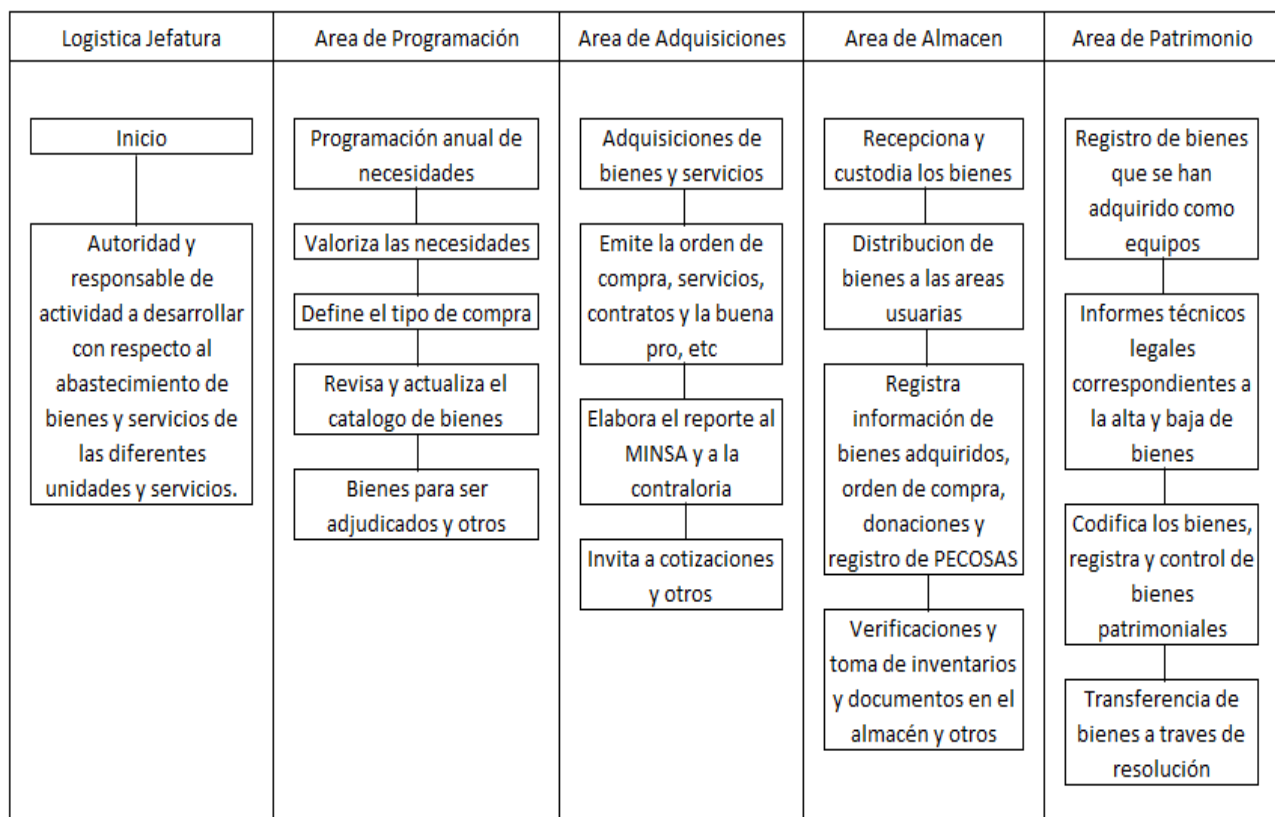 Logistica Jefatura
Area de Programación
Area de Adquisiciones
Area de Almacen
Area de Patrimonio
Inicio
Autoridad y
responsable de
actividad a desarrollar
con respecto al
abastecimiento de
bienes y servicios de
las diferentes
unidades y servicios.
Programación anual de
necesidades
Valoriza las necesidades
Define el tipo de compra
Revisa y actualiza el
catalogo de bienes
Bienes para ser
adjudicados y otros
Adquisiciones de
bienes y servicios
Emite la orden de
compra, servicios,
contratos y la buena
pro, etc
Elabora el reporte al
MINSA y a la
contraloria
Invita a cotizaciones
y otros
Recepciona y
custodia los bienes
Distribucion de
bienes a las areas
usuarias
Registra
información de
bienes adquiridos,
orden de compra,
donaciones y
registro de PECOSAS
Verificaciones y
toma de inventarios
y documentos en el
almacén y otros
Registro de bienes
que se han
adquirido como
equipos
Informes técnicos
legales
correspondientes a
la alta y baja de
bienes
Codifica los bienes,
registra y control de
bienes
patrimoniales
Transferencia de
bienes a traves de
resolución